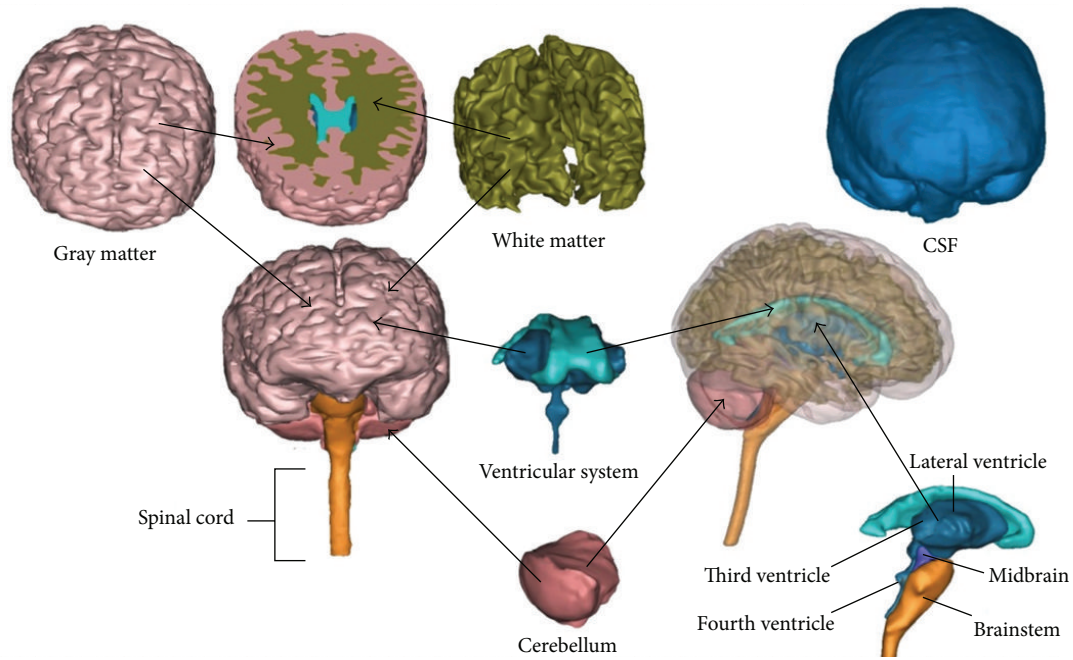 Gray matter
White matter
CSF
Ventricular system
Lateral ventricle
Spinal cord
Third ventricle
Midbrain
Fourth ventricle
Brainstem
Cerebellum